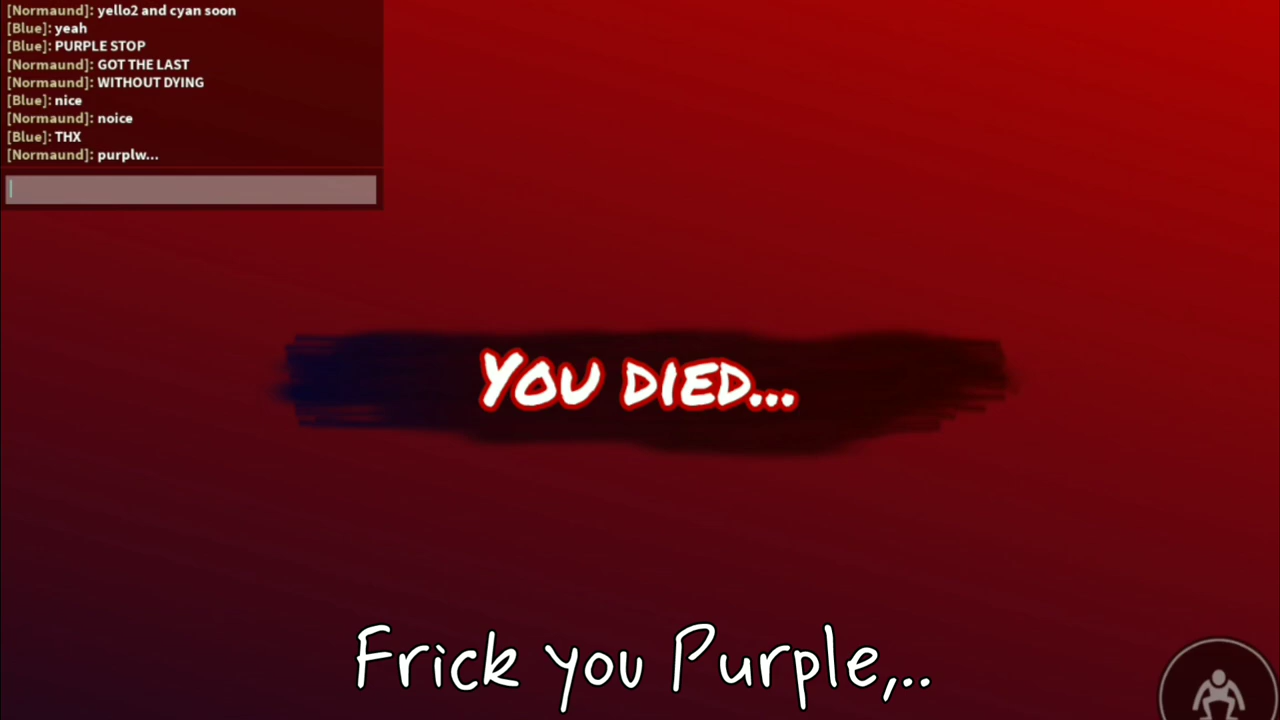 [Normaund]: yello2 and cyan soon
[Blue]: yeah
[Blue]: PURPLE STOP
[Normaund]: GOT THE LAST
[Normaund]: WITHOUT DYING
[Blue]: nice
[Normaund]: noice
[Blue]: THX
[Normaund]: purplw...
YOU DIED...
Frick you Purple,..